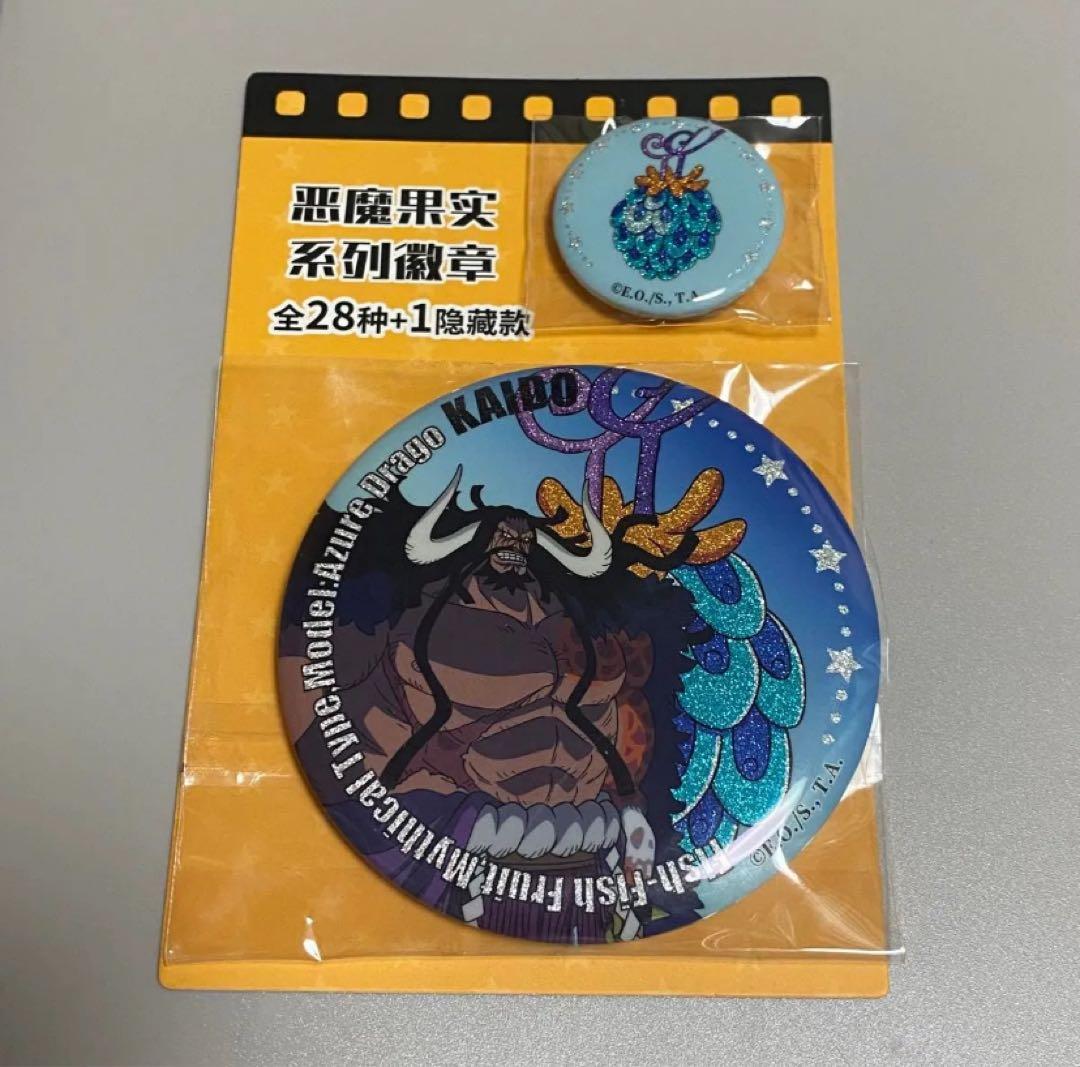 恶魔果实
系列徽章
全28种+1隐藏款
©E.O./S., T.A
Fish-Fish Fruit,Mythical Type,Model:Azure Drago KAIDO
©E.O./S., T.A.